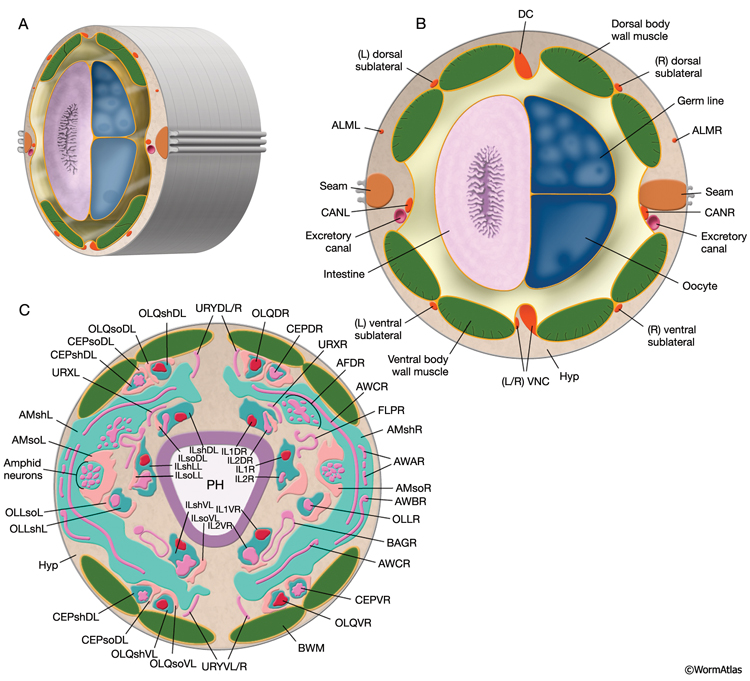 A
B
DC
Dorsal body
wall muscle
(L) dorsal
sublateral
(R) dorsal
sublateral
Germ line
ALML
ALMR
Seam
Seam
CANL
CANR
Excretory
canal
Excretory
canal
Intestine
Oocyte
(L) ventral
sublateral
(R) ventral
sublateral
Ventral body
wall muscle
(L/R) VNC
Hyp
C
OLQshDL
URYDL/R
OLQDR
OLQsoDL
CEPDR
CEPsoDL
URXR
CEPshDL
AFDR
URXL
AWCR
FLPR
AMshL
AMshR
AMsoL
ILshDL
IL1DR
ILsoDL
IL2DR
ILshLL
IL1R
ILsoLL
IL2R
Amphid
neurons
AWAR
PH
AMsoR
AWBR
OLLsoL
ILshVL
IL1VR
OLLR
OLLshL
ILsoVL
IL2VR
BAGR
Hyp
AWCR
CEPshDL
CEPVR
CEPsoDL
OLQVR
OLQshVL
BWM
OLQsoVL
URYVL/R
©WormAtlas